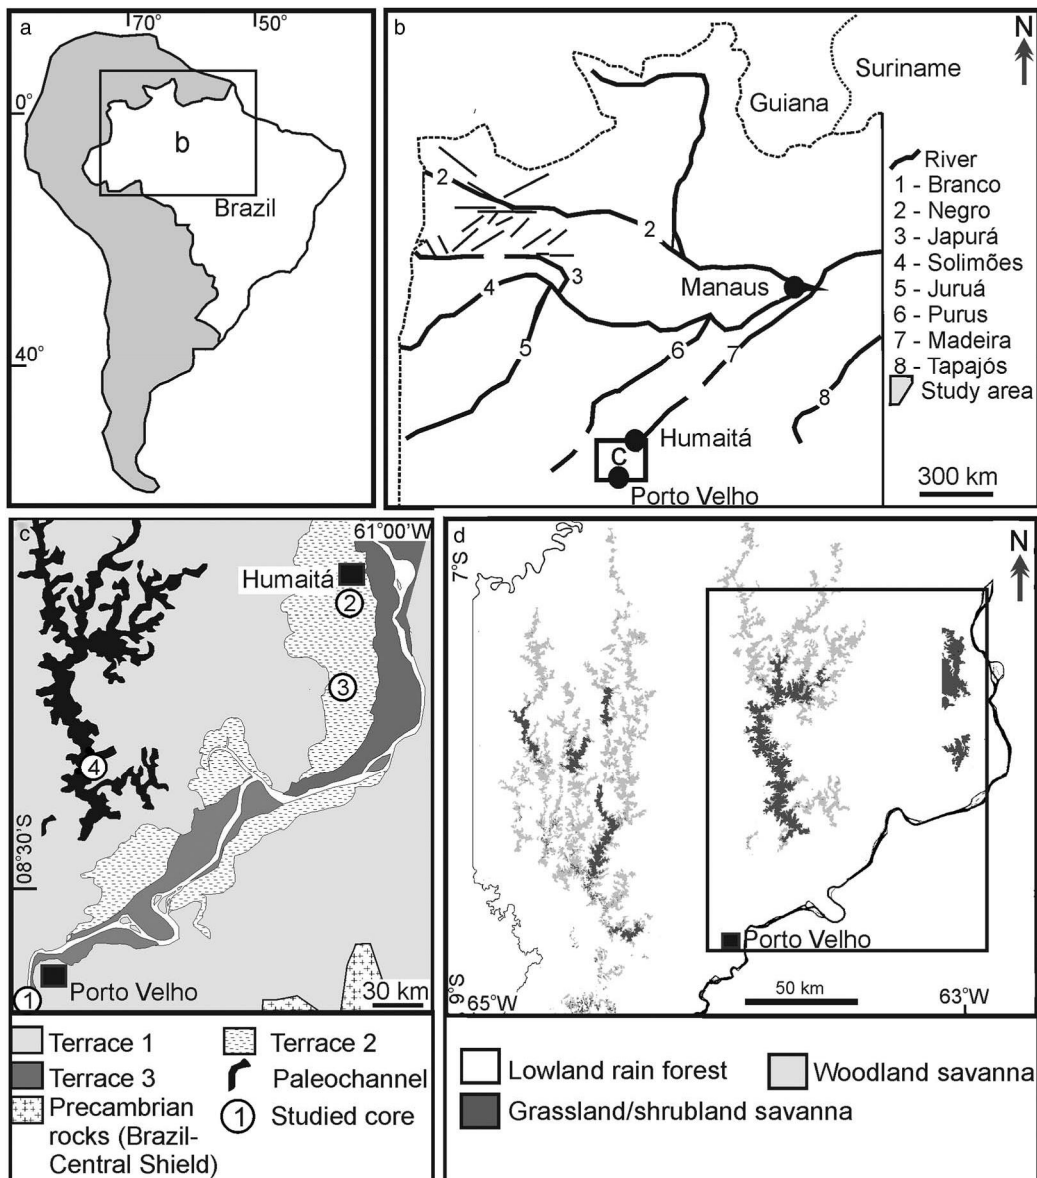 a
70°
50°
0°
b
Brazil
40°
b
N
Suriname
Guiana
River
1 - Branco
2 - Negro
3 - Japurá
4 - Solimões
5 - Juruá
6 - Purus
7 - Madeira
8 - Tapajós
Study area
2
2
3
4
Manaus
5
6
7
8
Humaitá
C
Porto Velho
300 km
c
61°00'W
Humaitá
2
3
4
08°30'S
Porto Velho
1
30 km
Terrace 1
Terrace 2
Terrace 3
Paleochannel
Precambrian
rocks (Brazil-
Central Shield)
1 Studied core
d
7°S
N
Porto Velho
9°S
65°W
50 km
63°W
Lowland rain forest
Woodland savanna
Grassland/shrubland savanna